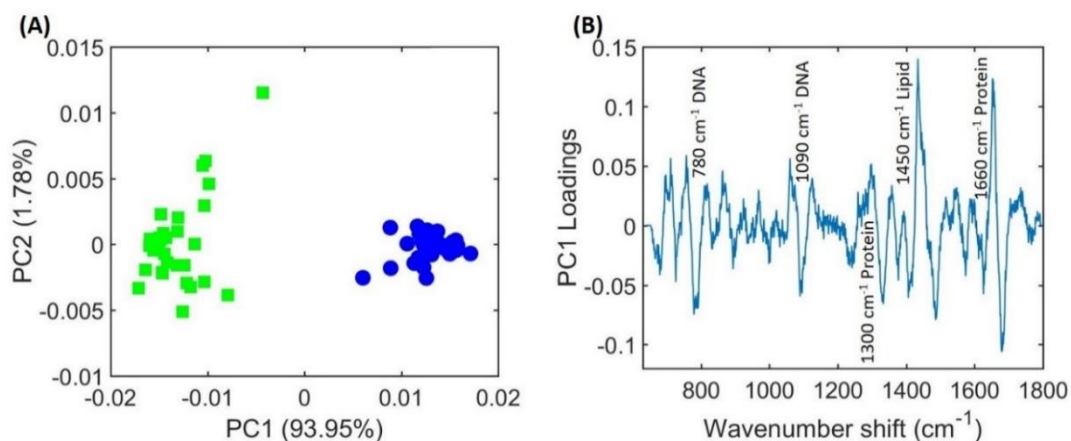 (A)
0.015
0.01
0.005
0
-0.005
-0.01
PC2 (1.78%)
-0.02
-0.01
0
0.01
0.02
PC1 (93.95%)
(B)
0.15
0.1
0.05
0
-0.05
-0.1
PC1 Loadings
780 cm⁻¹ DNA
1090 cm⁻¹ DNA
1300 cm⁻¹ Protein
1450 cm⁻¹ Lipid
1660 cm⁻¹ Protein
800
1000
1200
1400
1600
1800
Wavenumber shift (cm⁻¹)